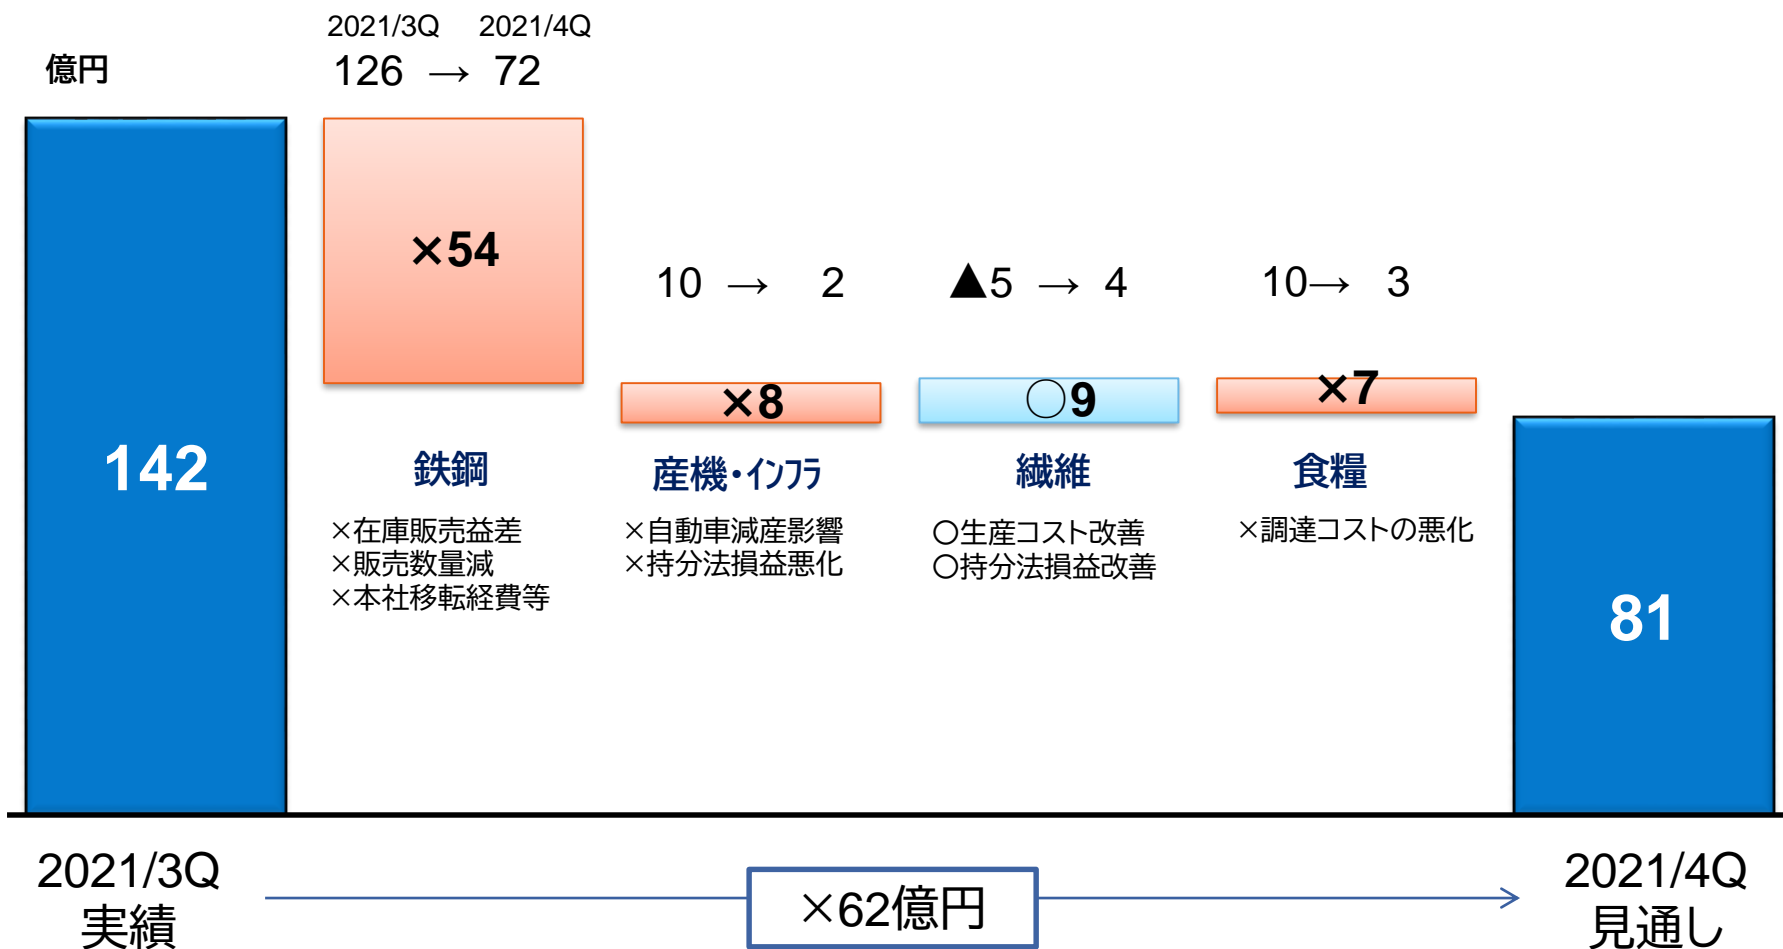 億円
2021/3Q 2021/4Q
126 → 72
142
×54
鉄鋼
×在庫販売益差
×販売数量減
×本社移転経費等
10 → 2
×8
産機・インフラ
×自動車減産影響
×持分法損益悪化
▲5 → 4
○9
繊維
○生産コスト改善
○持分法損益改善
10→ 3
×7
食糧
×調達コストの悪化
81
2021/3Q
実績
×62億円
2021/4Q
見通し